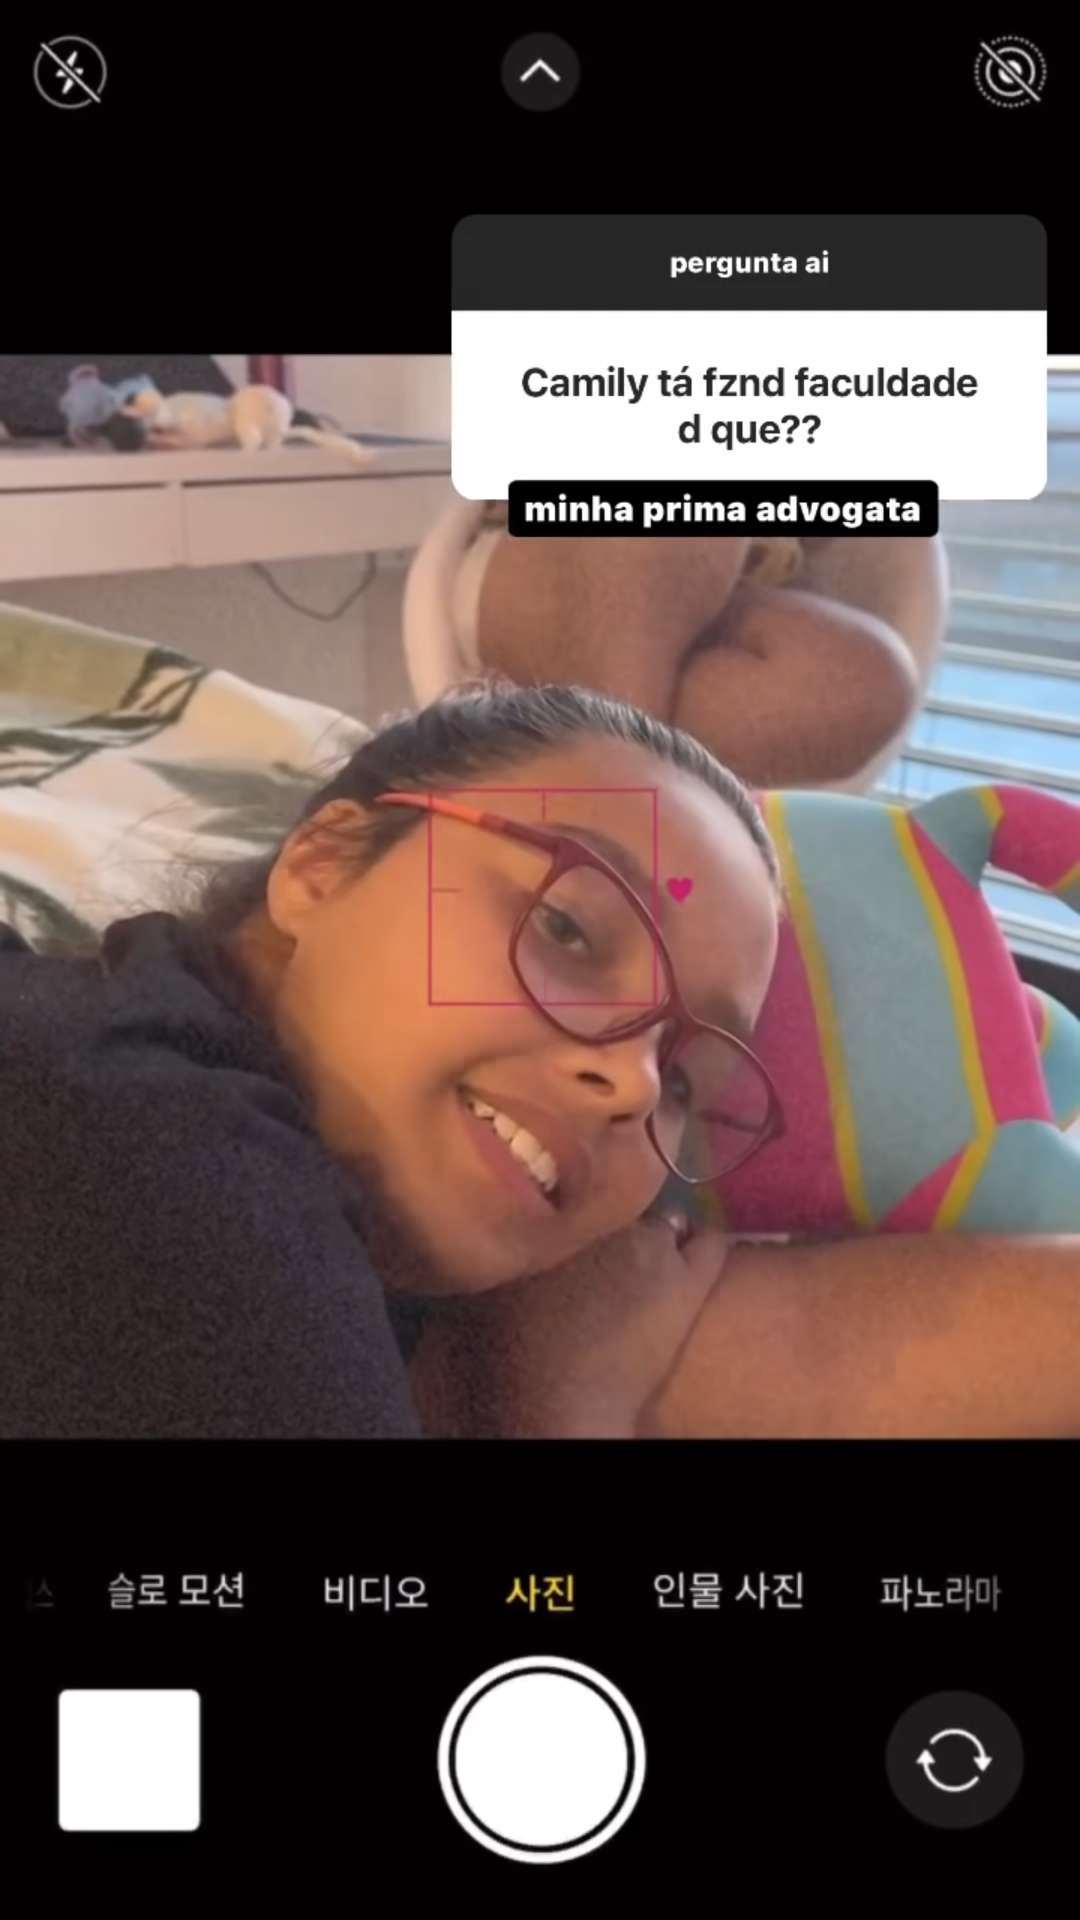 pergunta ai
Camily tá fznd faculdade
d que??
minha prima advogata
슬로 모션 비디오 사진 인물 사진 파노라마